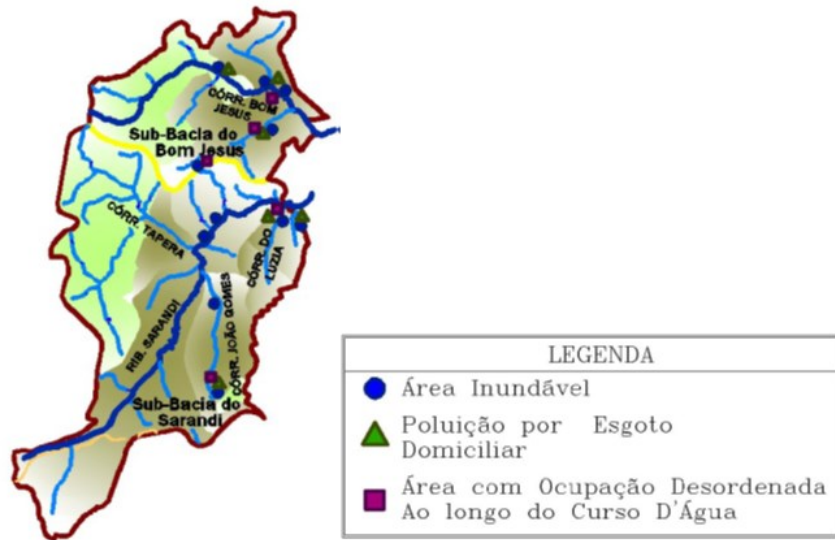 CÓRR. BOM
JESUS
Sub-Bacia do
Bom Jesus
CÓRR. TAPERA
CÓRR. DO
LUZIA
RIB. SARANDI
CÓRR. JOÃO GOMES
Sub-Bacia do
Sarandi
LEGENDA
Área Inundável
Poluição por Esgoto
Domiciliar
Área com Ocupação Desordenada
Ao longo do Curso D'Água